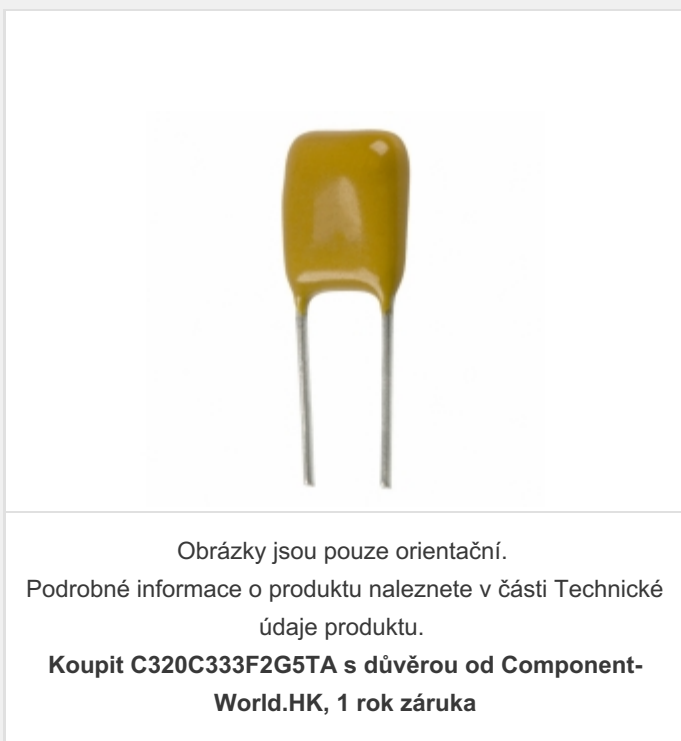 Obrázky jsou pouze orientační.
Podrobné informace o produktu naleznete v části Technické
údaje produktu.
Koupit C320C333F2G5TA s důvěrou od Component-
World.HK, 1 rok záruka